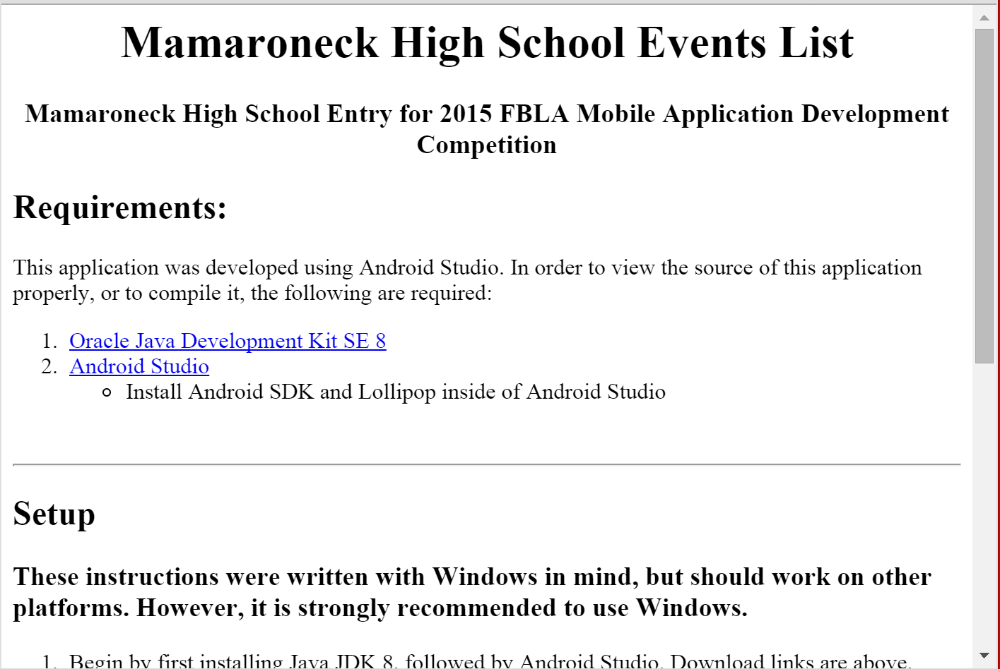 Mamaroneck High School Events List
Mamaroneck High School Entry for 2015 FBLA Mobile Application Development
Competition
Requirements:
This application was developed using Android Studio. In order to view the source of this application
properly, or to compile it, the following are required:
1. Oracle Java Development Kit SE 8
2. Android Studio
Install Android SDK and Lollipop inside of Android Studio
Setup
These instructions were written with Windows in mind, but should work on other
platforms. However, it is strongly recommended to use Windows.
1. Begin by first installing Java JDK 8, followed by Android Studio. Download links are above.